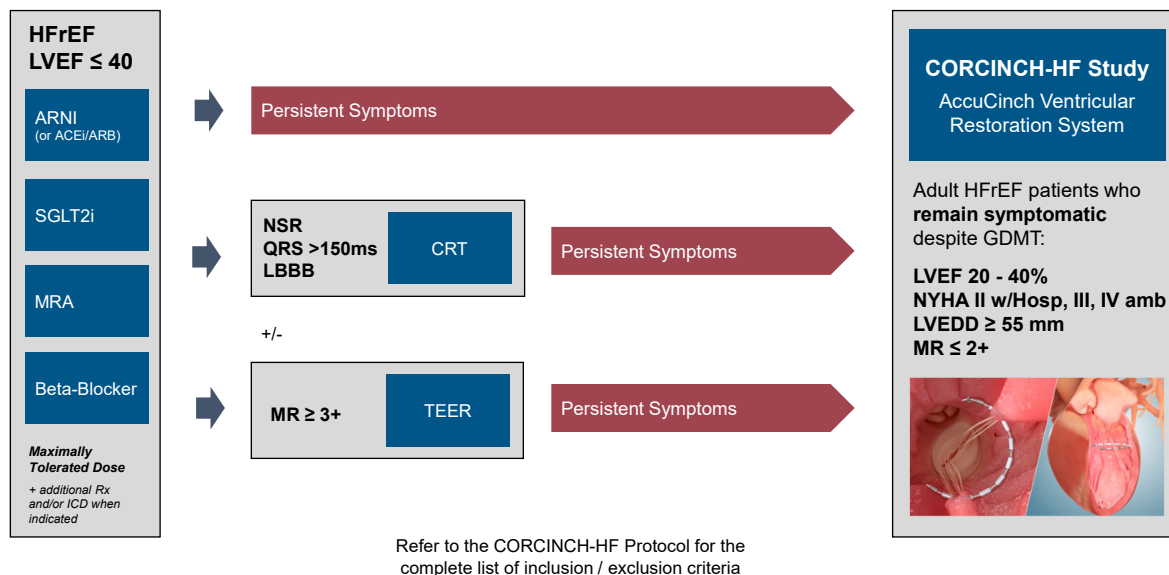 HFrEF
LVEF ≤ 40
ARNI
(or ACEi/ARB)
SGLT2i
MRA
Beta-Blocker
Maximally
Tolerated Dose
+ additional Rx
and/or ICD when
indicated
Persistent Symptoms
NSR
QRS >150ms
LBBB
CRT
Persistent Symptoms
+/-
MR ≥ 3+
TEER
Persistent Symptoms
CORCINCH-HF Study
AccuCinch Ventricular
Restoration System
Adult HFrEF patients who
remain symptomatic
despite GDMT:
LVEF 20 - 40%
NYHA II w/Hosp, III, IV amb
LVEDD ≥ 55 mm
MR ≤ 2+
Refer to the CORCINCH-HF Protocol for the
complete list of inclusion / exclusion criteria